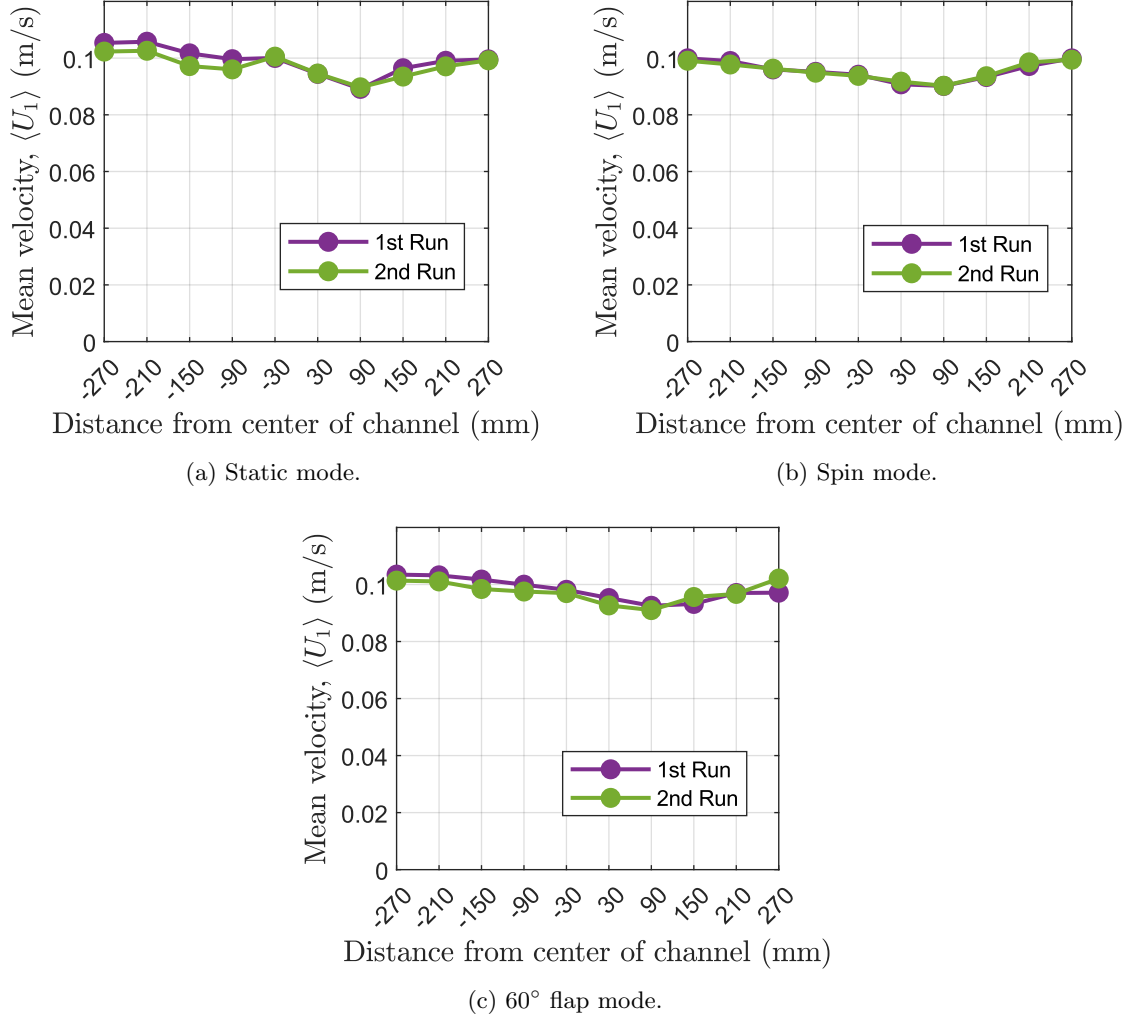 Mean velocity, ⟨U₁⟩ (m/s)
0.1
0.08
0.06
0.04
0.02
0
1st Run
2nd Run
-270 -210 -150 -90 -30 30 90 150 210 270
Distance from center of channel (mm)
(a) Static mode.
Mean velocity, ⟨U₁⟩ (m/s)
0.1
0.08
0.06
0.04
0.02
0
1st Run
2nd Run
-270 -210 -150 -90 -30 30 90 150 210 270
Distance from center of channel (mm)
(b) Spin mode.
Mean velocity, ⟨U₁⟩ (m/s)
0.1
0.08
0.06
0.04
0.02
0
1st Run
2nd Run
-270 -210 -150 -90 -30 30 90 150 210 270
Distance from center of channel (mm)
(c) 60° flap mode.